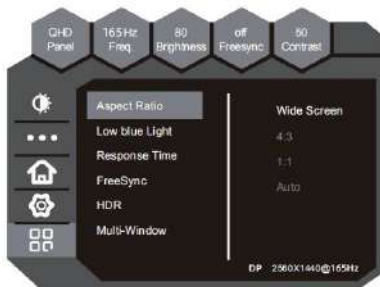 QHD
Panel
165Hz
Freq.
80
Brightness
off
Freesync
50
Contrast
Aspect Ratio
Low blue Light
Response Time
FreeSync
HDR
Multi-Window
Wide Screen
4:3
1:1
Auto
DP 2560X1440@165Hz